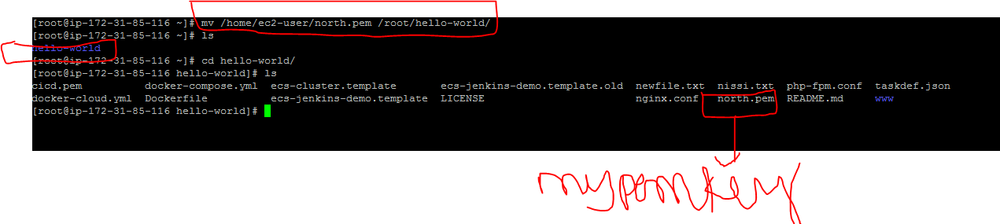 [root@ip-172-31-85-116 ~]# mv /home/ec2-user/north.pem /root/hello-world/
[root@ip-172-31-85-116 ~]# ls
hello-world
[root@ip-172-31-85-116 ~]# cd hello-world/
[root@ip-172-31-85-116 hello-world]# ls
cicd.pem docker-compose.yml ecs-cluster.template ecs-jenkins-demo.template.old newfile.txt nissi.txt php-fpm.conf taskdef.json
docker-cloud.yml Dockerfile ecs-jenkins-demo.template LICENSE nginx.conf north.pem README.md www
[root@ip-172-31-85-116 hello-world]#
mypemkey